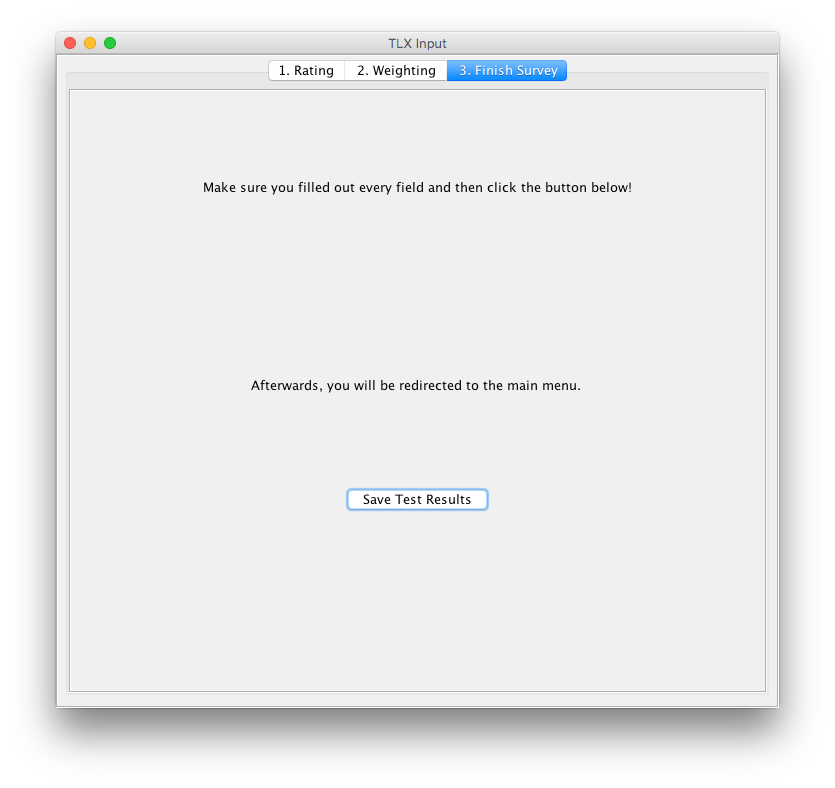 TLX Input
1. Rating 2. Weighting 3. Finish Survey
Make sure you filled out every field and then click the button below!
Afterwards, you will be redirected to the main menu.
Save Test Results